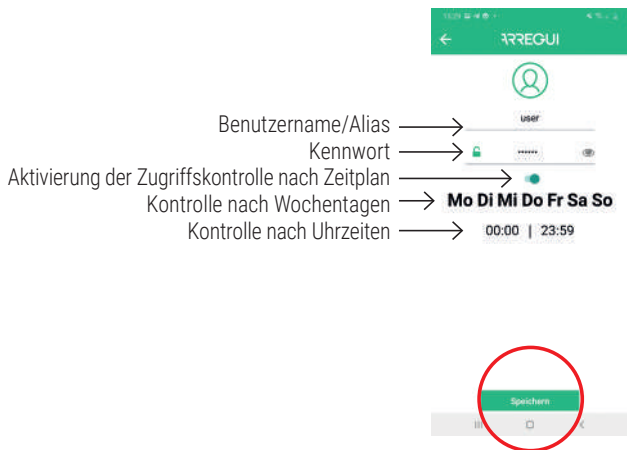 ARREGUI
Benutzername/Alias
user
Kennwort
Aktivierung der Zugriffskontrolle nach Zeitplan
Kontrolle nach Wochentagen
Mo Di Mi Do Fr Sa So
Kontrolle nach Uhrzeiten
00:00 | 23:59
Speichern